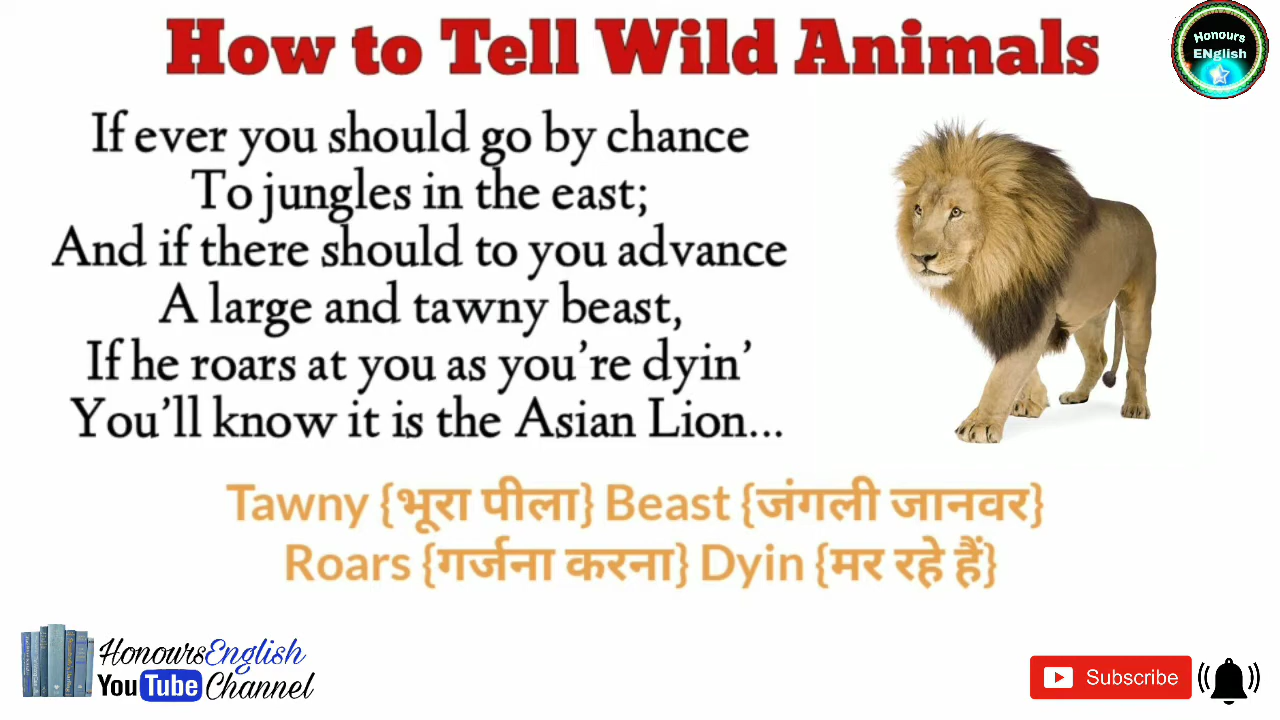 How to Tell Wild Animals
Honours
ENglish
If ever you should go by chance
To jungles in the east;
And if there should to you advance
A large and tawny beast,
If he roars at you as you’re dyin’
You’ll know it is the Asian Lion...
Tawny {भूरा पीला} Beast {जंगली जानवर}
Roars {गर्जना करना} Dyin {मर रहे हैं}
HonoursEnglish
YouTube Channel
Subscribe